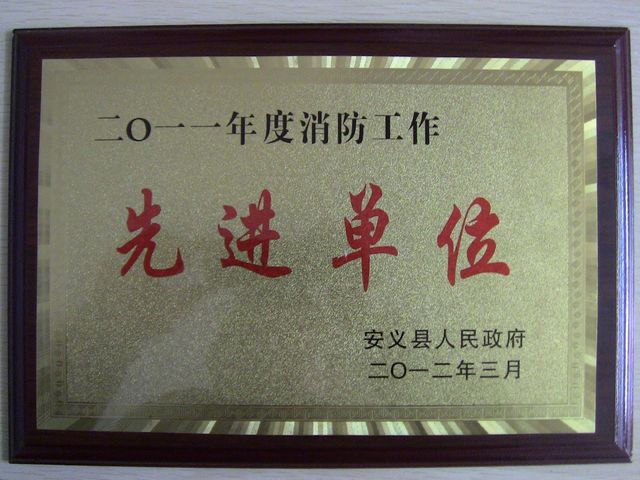 二〇一一年度消防工作
先进单位
安义县人民政府
二〇一二年三月